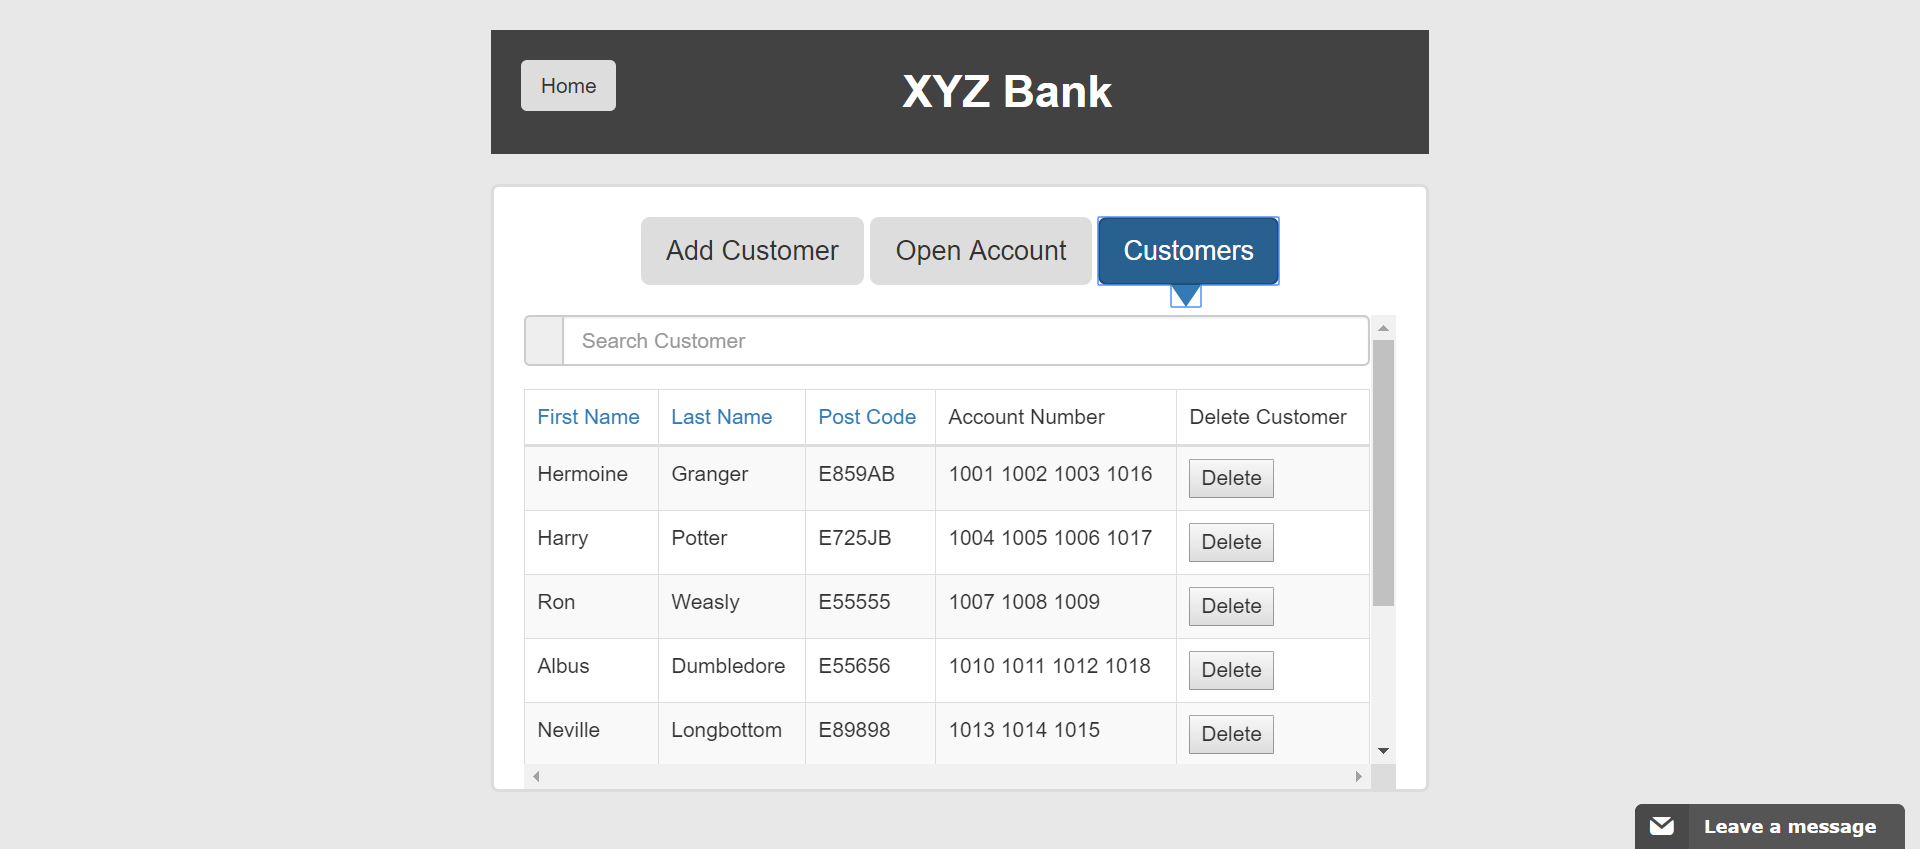 Home
XYZ Bank
Add Customer Open Account Customers
Search Customer
First Name Last Name Post Code Account Number Delete Customer
Hermoine Granger E859AB 1001 1002 1003 1016 Delete
Harry Potter E725JB 1004 1005 1006 1017 Delete
Ron Weasly E55555 1007 1008 1009 Delete
Albus Dumbledore E55656 1010 1011 1012 1018 Delete
Neville Longbottom E89898 1013 1014 1015 Delete
Leave a message